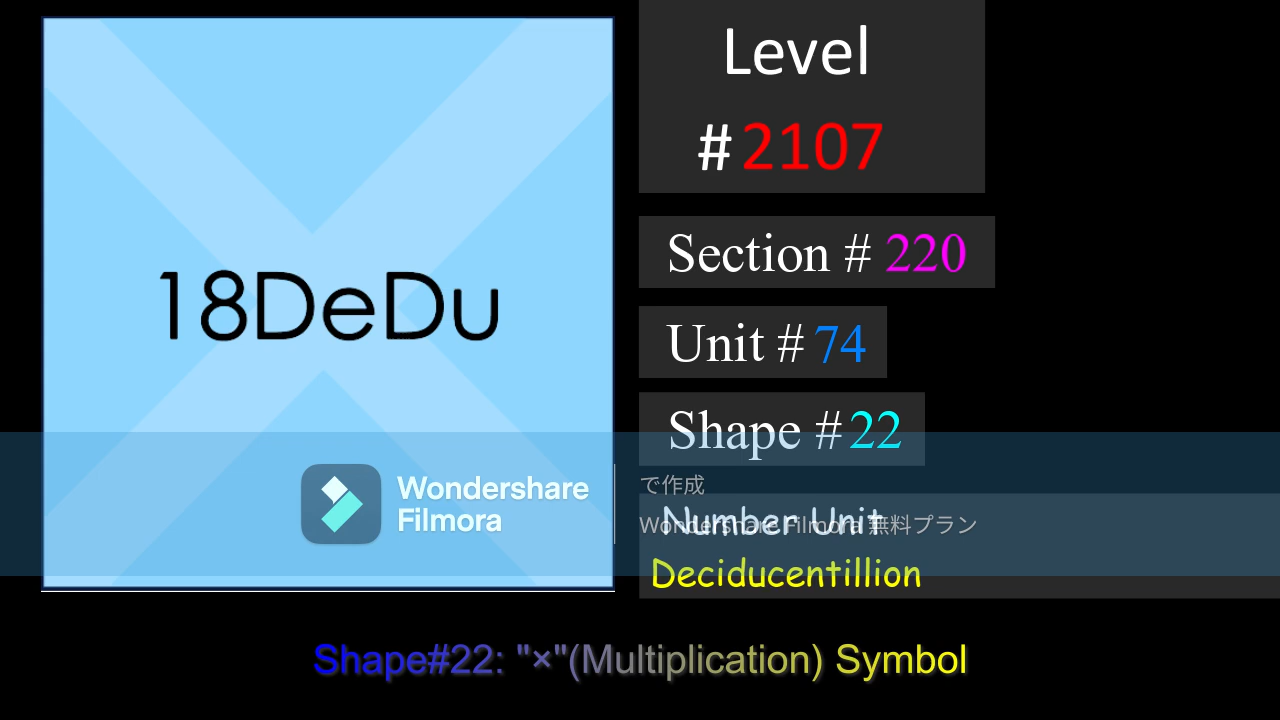 Level
#2107
18DeDu
Section # 220
Unit # 74
Shape #22
Wondershare
Filmora
で作成
Wondershare Filmora 無料プラン
Number Unit
Deciducentillion
Shape#22: "×"(Multiplication) Symbol